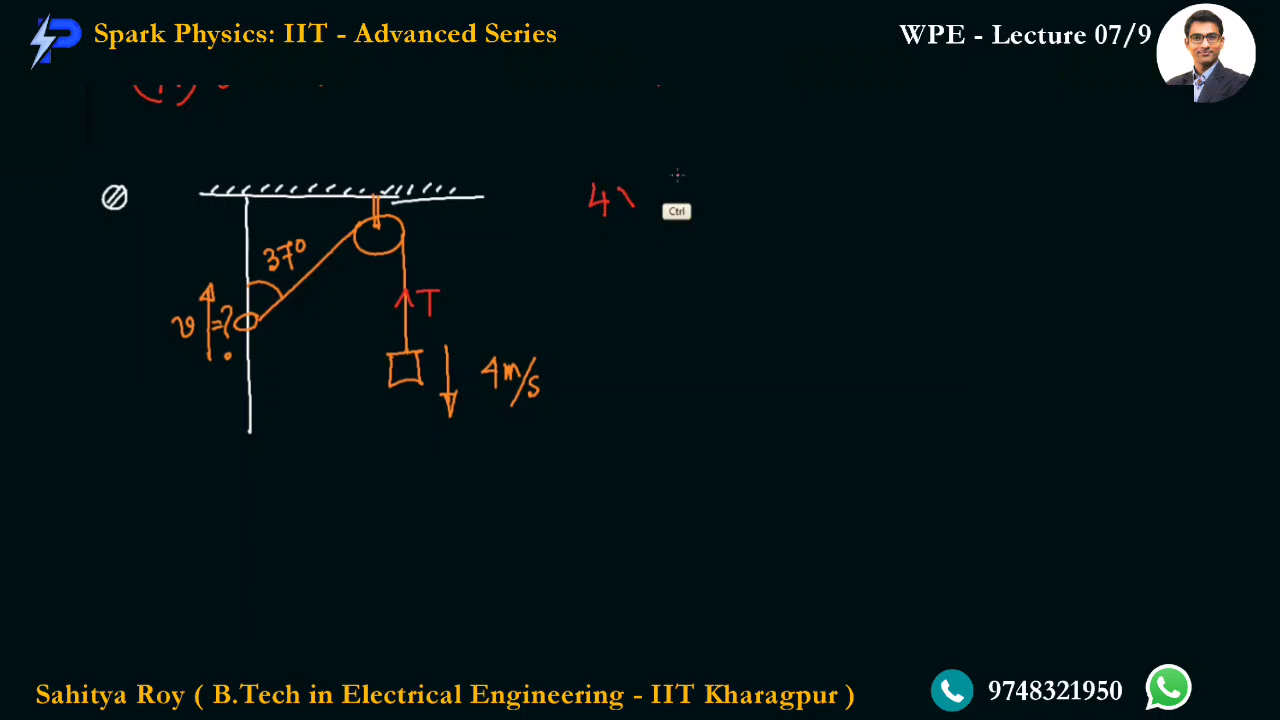 Spark Physics: IIT - Advanced Series
WPE - Lecture 07/9
4
Ctrl
37°
T
v = ?
4 m/s
Sahitya Roy ( B.Tech in Electrical Engineering - IIT Kharagpur )
9748321950